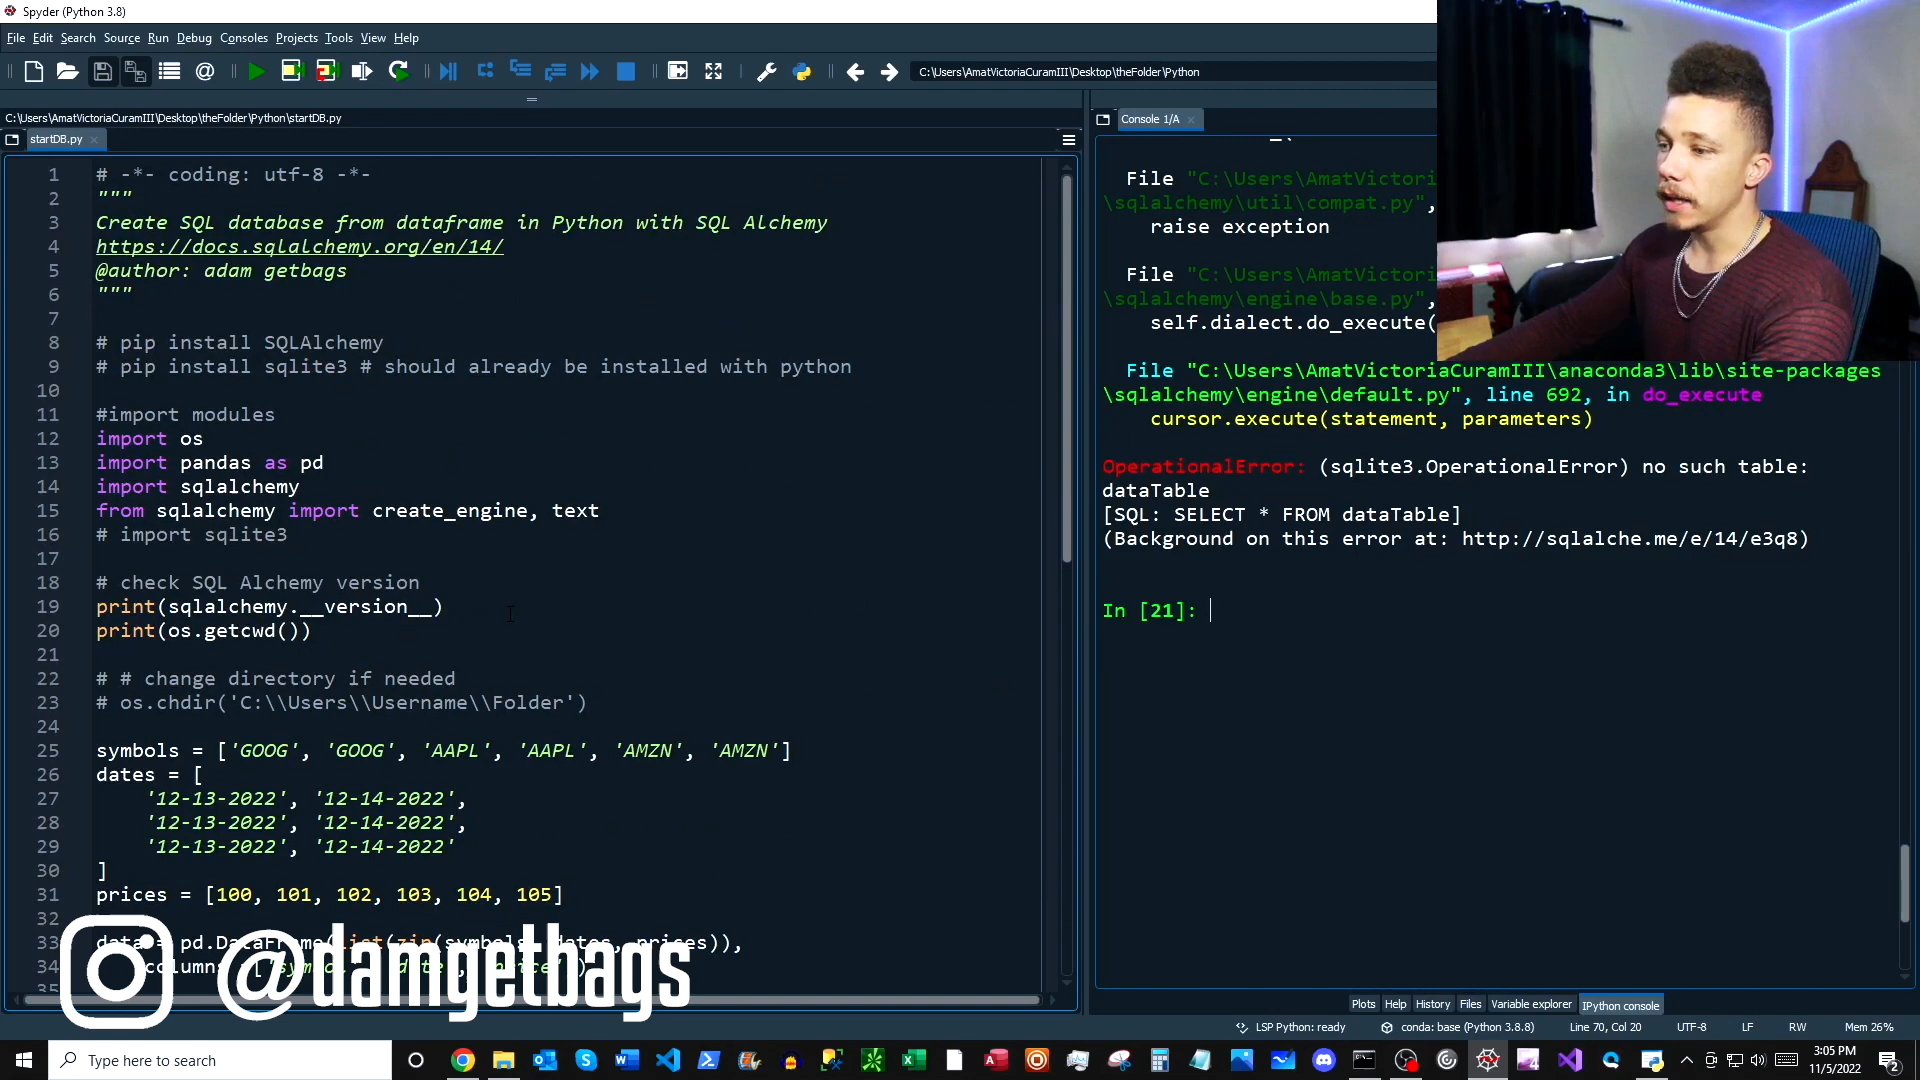 Spyder (Python 3.8)
File Edit Search Source Run Debug Consoles Projects Tools View Help
C:\Users\AmatVictoriaCuramIII\Desktop\theFolder\Python
C:\Users\AmatVictoriaCuramIII\Desktop\theFolder\Python\startDB.py
startDB.py
1 # -*- coding: utf-8 -*-
2 """
3 Create SQL database from dataframe in Python with SQL Alchemy
4 https://docs.sqlalchemy.org/en/14/
5 @author: adam getbags
6 """
7
8 # pip install SQLAlchemy
9 # pip install sqlite3 # should already be installed with python
10
11 #import modules
12 import os
13 import pandas as pd
14 import sqlalchemy
15 from sqlalchemy import create_engine, text
16 # import sqlite3
17
18 # check SQL Alchemy version
19 print(sqlalchemy.__version__)
20 print(os.getcwd())
21
22 # # change directory if needed
23 # os.chdir('C:\\Users\\Username\\Folder')
24
25 symbols = ['GOOG', 'GOOG', 'AAPL', 'AAPL', 'AMZN', 'AMZN']
26 dates = [
27 '12-13-2022', '12-14-2022',
28 '12-13-2022', '12-14-2022',
29 '12-13-2022', '12-14-2022'
30 ]
31 prices = [100, 101, 102, 103, 104, 105]
32
33 data = pd.DataFrame(list(zip(symbols, dates, prices)),
34 columns
35
@damgetbags
Console 1/A
File "C:\Users\AmatVictori
\sqlalchemy\util\compat.py",
raise exception
File "C:\Users\AmatVictori
\sqlalchemy\engine\base.py",
self.dialect.do_execute(
File "C:\Users\AmatVictoriaCuramIII\anaconda3\lib\site-packages
\sqlalchemy\engine\default.py", line 692, in do_execute
cursor.execute(statement, parameters)
OperationalError: (sqlite3.OperationalError) no such table:
dataTable
[SQL: SELECT * FROM dataTable]
(Background on this error at: http://sqlalche.me/e/14/e3q8)
In [21]:
Plots Help History Files Variable explorer IPython console
LSP Python: ready conda: base (Python 3.8.8) Line 70, Col 20 UTF-8 LF RW Mem 26%
Type here to search
3:05 PM
11/5/2022
2